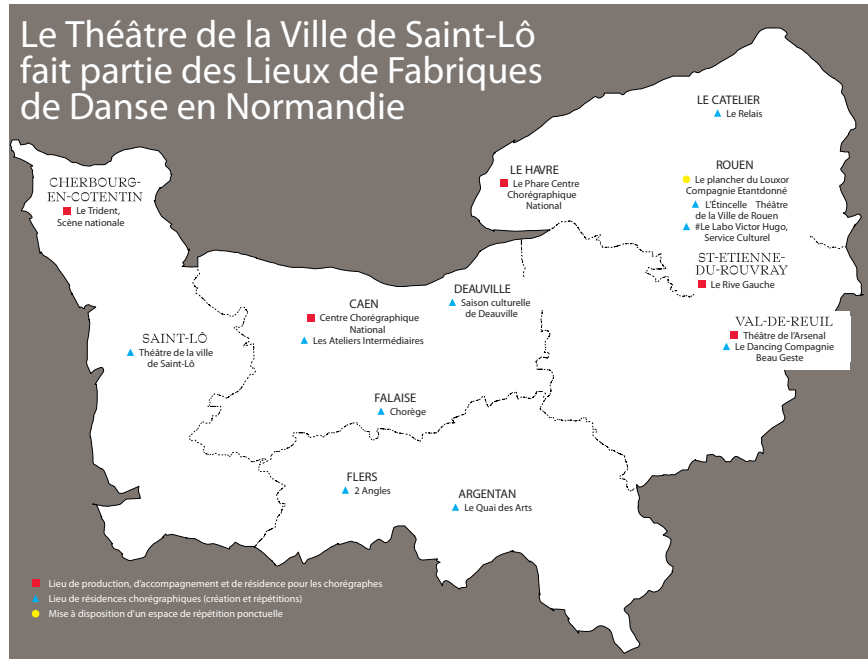 Le Théâtre de la Ville de Saint-Lô
fait partie des Lieux de Fabriques
de Danse en Normandie
LE CATELIER
Le Relais
LE HAVRE
Le Phare Centre
Chorégraphique
National
ROUEN
Le plancher du Louxor
Compagnie Etantdonné
L'Étincelle Théâtre
de la Ville de Rouen
#Le Labo Victor Hugo,
Service Culturel
CHERBOURG-
EN-COTENTIN
Le Trident,
Scène nationale
ST-ETIENNE-
DU-ROUVRAY
Le Rive Gauche
DEAUVILLE
Saison culturelle
de Deauville
CAEN
Centre Chorégraphique
National
Les Ateliers Intermédiaires
VAL-DE-REUIL
Théâtre de l'Arsenal
Le Dancing Compagnie
Beau Geste
SAINT-LÔ
Théâtre de la ville
de Saint-Lô
FALAISE
Chorège
FLERS
2 Angles
ARGENTAN
Le Quai des Arts
Lieu de production, d'accompagnement et de résidence pour les chorégraphes
Lieu de résidences chorégraphiques (création et répétitions)
Mise à disposition d'un espace de répétition ponctuelle